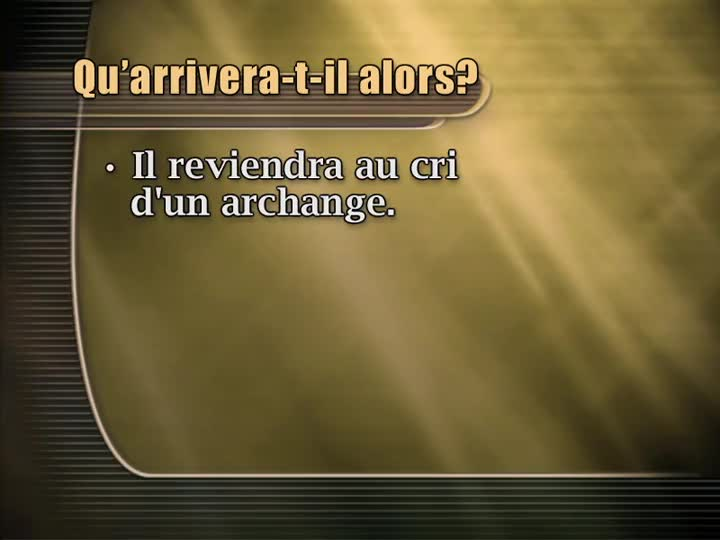 Qu’arrivera-t-il alors?
• Il reviendra au cri
d'un archange.